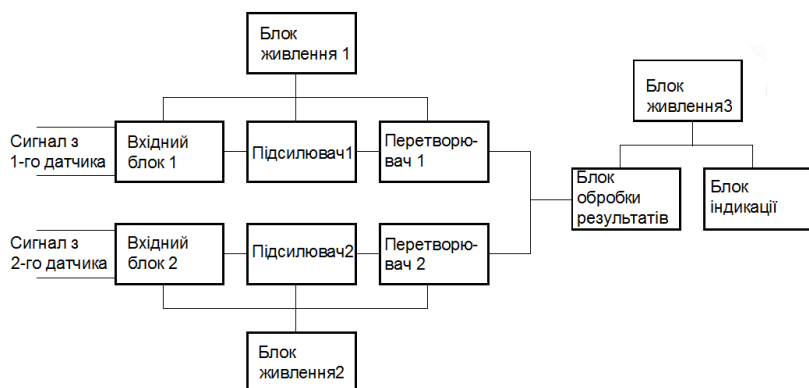 Блок
живлення 1
Блок
живлення3
Сигнал з
1-го датчика
Вхідний
блок 1
Підсилювач1
Перетворю-
вач 1
Блок
обробки
результатів
Блок
індикації
Сигнал з
2-го датчика
Вхідний
блок 2
Підсилювач2
Перетворю-
вач 2
Блок
живлення2